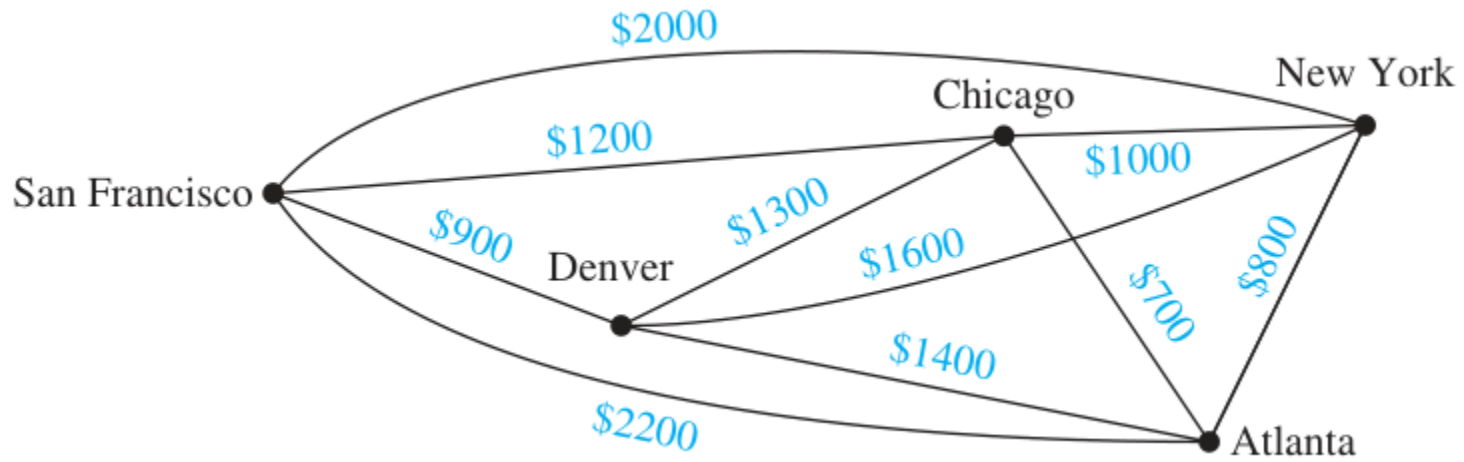 $2000
New York
Chicago
$1200
$1000
San Francisco
$1300
$900
$1600
$800
Denver
$700
$1400
$2200
Atlanta